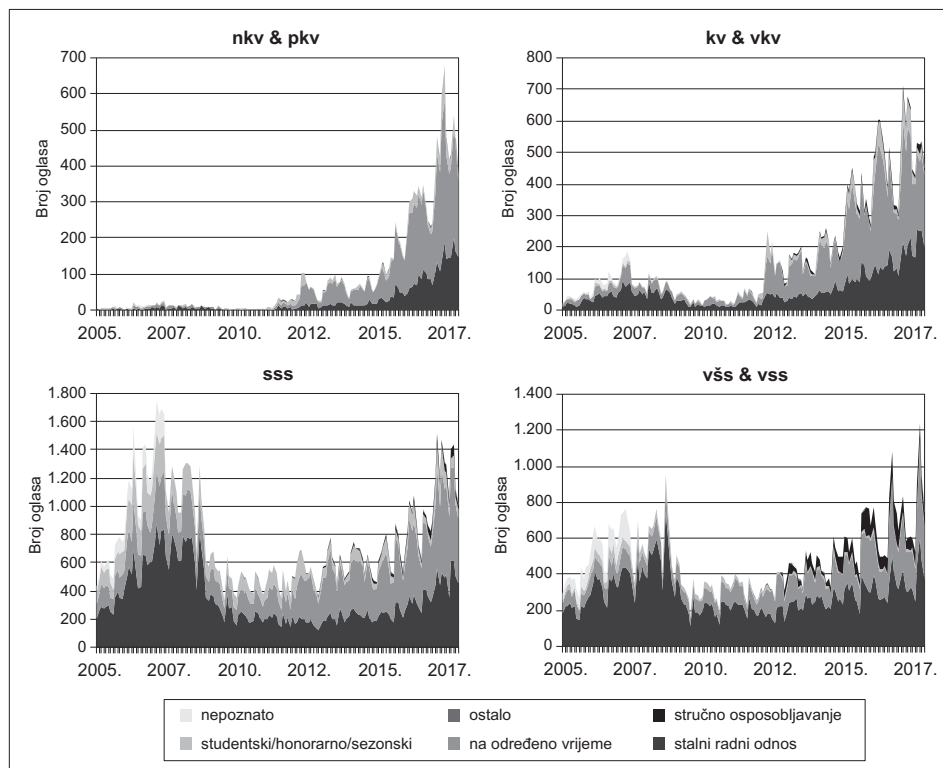 nkv & pkv
Broj oglasa
700
600
500
400
300
200
100
0
2005. 2007. 2010. 2012. 2015. 2017.
kv & vkv
Broj oglasa
800
700
600
500
400
300
200
100
0
2005. 2007. 2010. 2012. 2015. 2017.
sss
Broj oglasa
1.800
1.600
1.400
1.200
1.000
800
600
400
200
0
2005. 2007. 2010. 2012. 2015. 2017.
všs & vss
Broj oglasa
1.400
1.200
1.000
800
600
400
200
0
2005. 2007. 2010. 2012. 2015. 2017.
nepoznato ostalo stručno osposobljavanje
studentski/honorarno/sezonski na određeno vrijeme stalni radni odnos